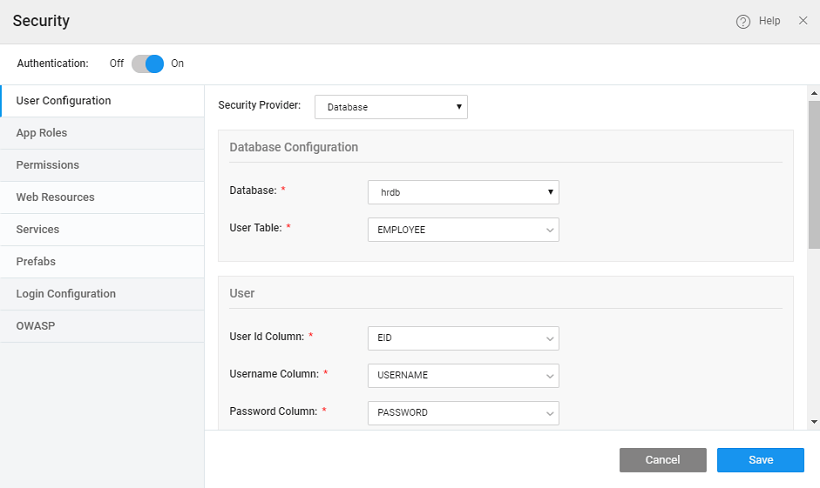 Security
Help
Authentication: Off On
User Configuration
App Roles
Permissions
Web Resources
Services
Prefabs
Login Configuration
OWASP
Security Provider: Database
Database Configuration
Database: * hrdb
User Table: * EMPLOYEE
User
User Id Column: * EID
Username Column: * USERNAME
Password Column: * PASSWORD
Cancel Save